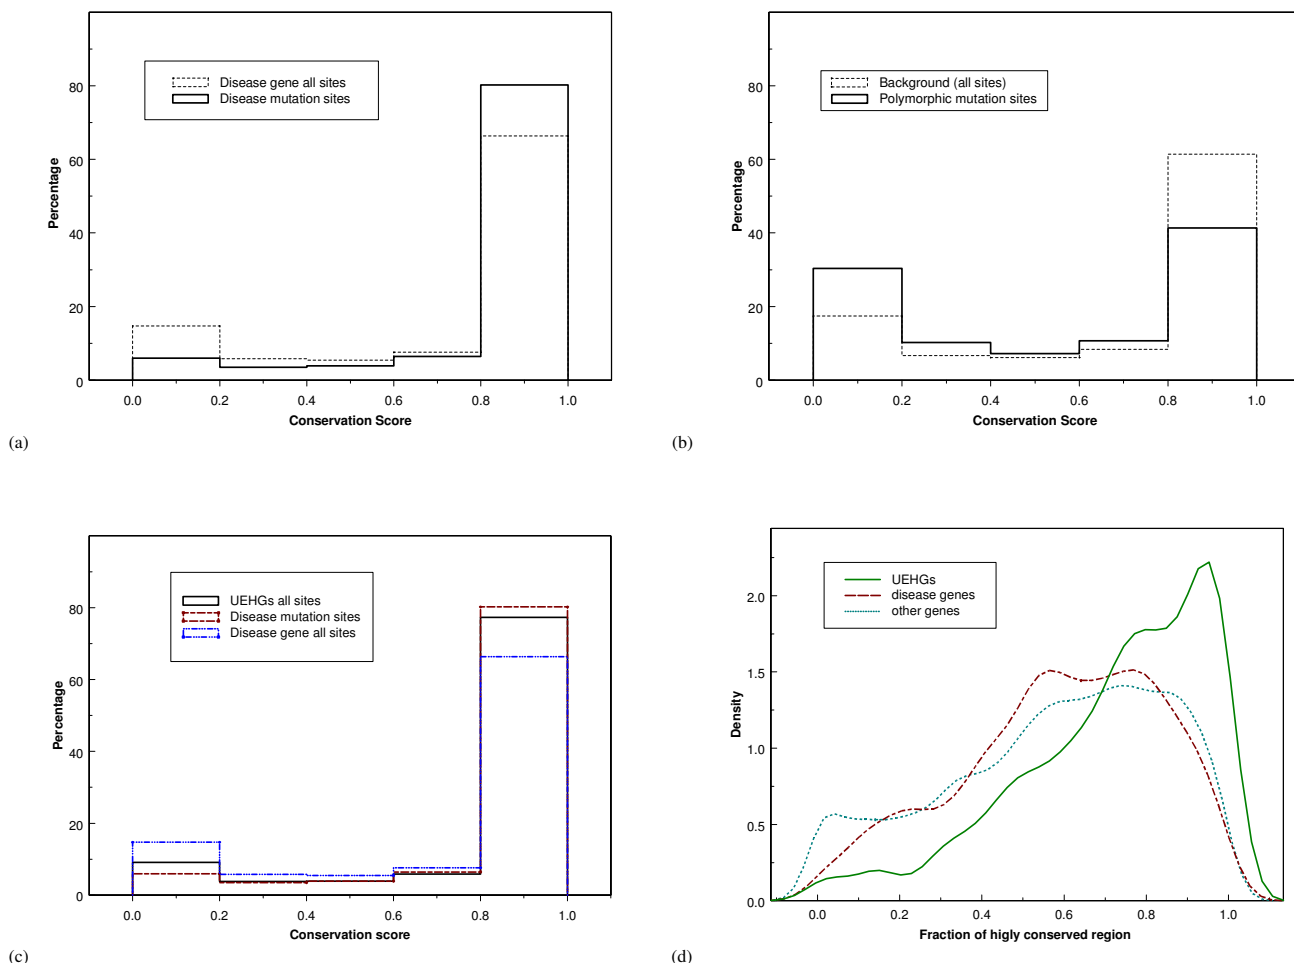 Disease gene all sites
Disease mutation sites
Percentage
80
60
40
20
0
0.0 0.2 0.4 0.6 0.8 1.0
Conservation Score
(a)
Background (all sites)
Polymorphic mutation sites
Percentage
80
60
40
20
0
0.0 0.2 0.4 0.6 0.8 1.0
Conservation Score
(b)
UEHGs all sites
Disease mutation sites
Disease gene all sites
Percentage
80
60
40
20
0
0.0 0.2 0.4 0.6 0.8 1.0
Conservation score
(c)
UEHGs
disease genes
other genes
Density
2.0
1.5
1.0
0.5
0.0
0.0 0.2 0.4 0.6 0.8 1.0
Fraction of higly conserved region
(d)